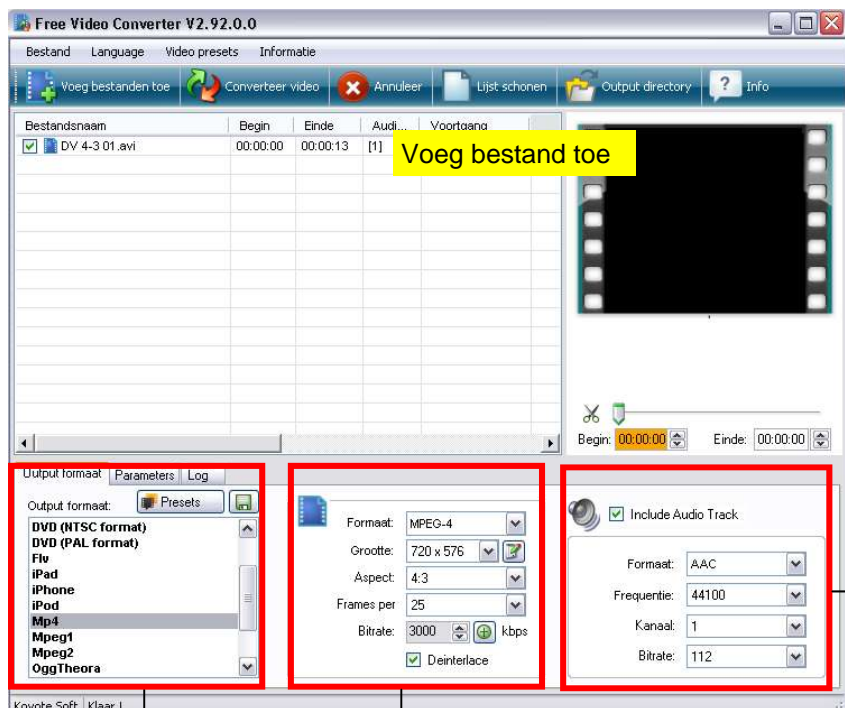 Free Video Converter V2.92.0.0
Bestand Language Video presets Informatie
Voeg bestanden toe Converteer video Annuleer Lijst schonen Output directory ? Info
Bestandsnaam Begin Einde Audi... Voortgang
DV 4-3 01.avi 00:00:00 00:00:13 [1]
Voeg bestand toe
Begin: 00:00:00 Einde: 00:00:00
Output formaat Parameters Log
Output formaat: Presets
DVD (NTSC format)
DVD (PAL format)
Flv
iPad
iPhone
iPod
Mp4
Mpeg1
Mpeg2
OggTheora
Formaat: MPEG-4
Grootte: 720 x 576
Aspect: 4:3
Frames per 25
Bitrate: 3000 kbps
Deinterlace
Include Audio Track
Formaat: AAC
Frequentie: 44100
Kanaal: 1
Bitrate: 112
Koyote Soft Klaar !